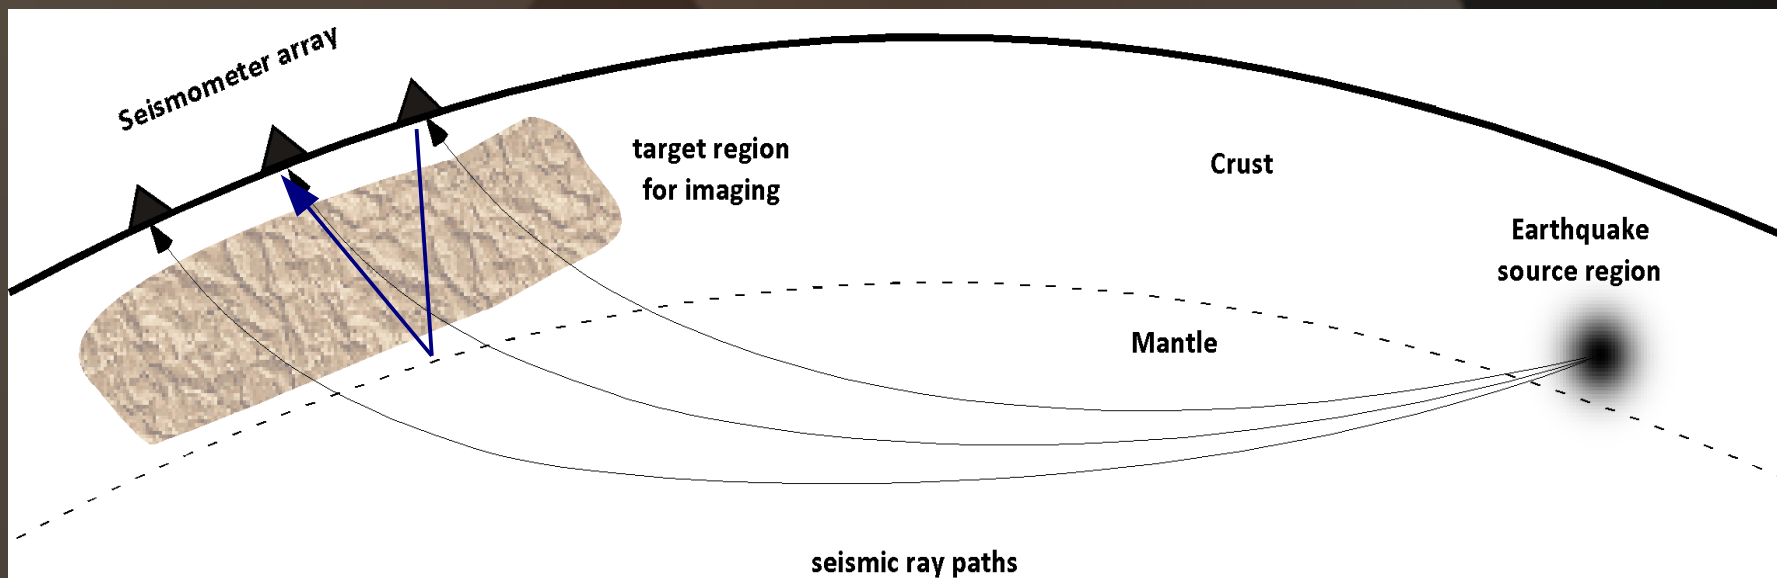 Seismometer array
target region
for imaging
Crust
Earthquake
source region
Mantle
seismic ray paths